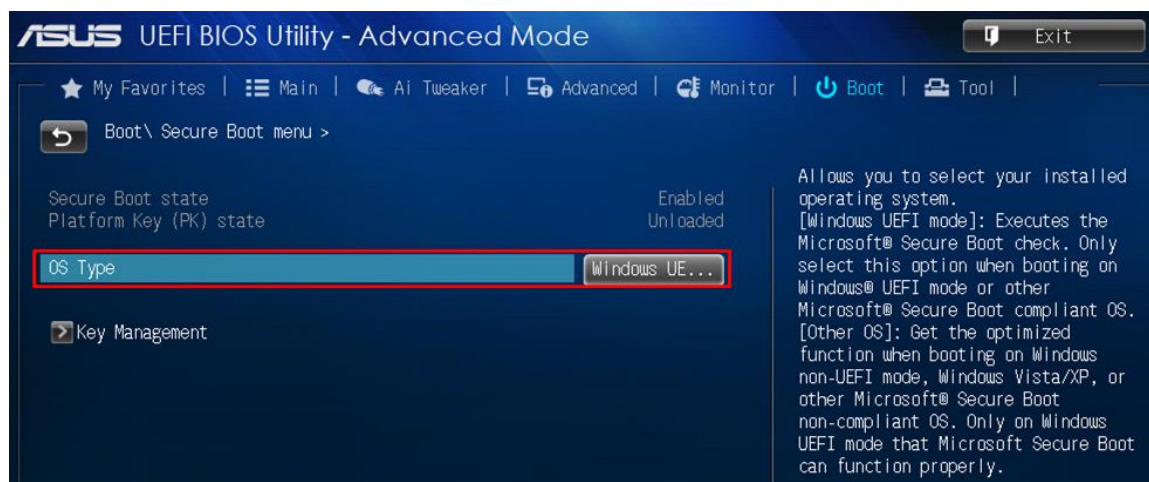 ASUS UEFI BIOS Utility - Advanced Mode
Exit
My Favorites | Main | Ai Tweaker | Advanced | Monitor | Boot | Tool |
Boot\ Secure Boot menu >
Secure Boot state Enabled
Platform Key (PK) state Unloaded
OS Type Windows UE...
Key Management
Allows you to select your installed
operating system.
[Windows UEFI mode]: Executes the
Microsoft® Secure Boot check. Only
select this option when booting on
Windows® UEFI mode or other
Microsoft® Secure Boot compliant OS.
[Other OS]: Get the optimized
function when booting on Windows
non-UEFI mode, Windows Vista/XP, or
other Microsoft® Secure Boot
non-compliant OS. Only on Windows
UEFI mode that Microsoft Secure Boot
can function properly.